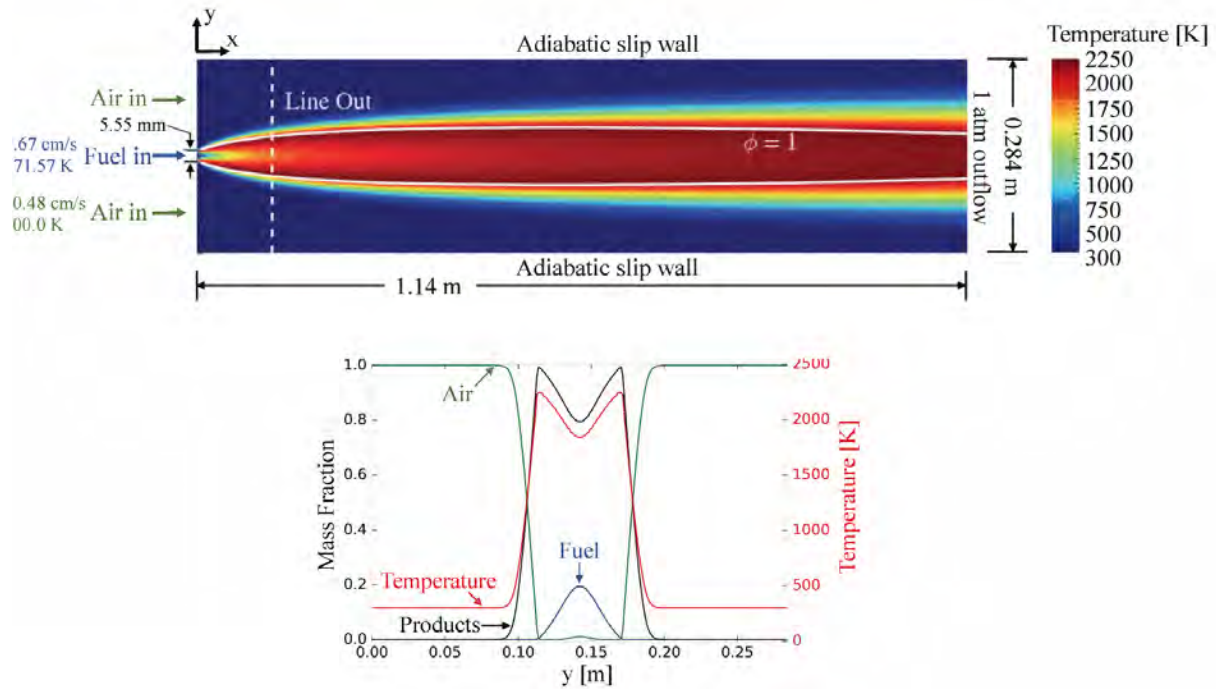 y
x
Adiabatic slip wall
Temperature [K]
Air in
Line Out
5.55 mm
.67 cm/s
71.57 K
Fuel in
ϕ = 1
0.48 cm/s
00.0 K
Air in
1 atm outflow
0.284 m
2250
2000
1750
1500
1250
1000
750
500
300
Adiabatic slip wall
1.14 m
1.0
0.8
0.6
0.4
0.2
0.0
Mass Fraction
Air
Fuel
Temperature
Products
2500
2000
1500
1000
500
0
Temperature [K]
0.00
0.05
0.10
0.15
0.20
0.25
y [m]